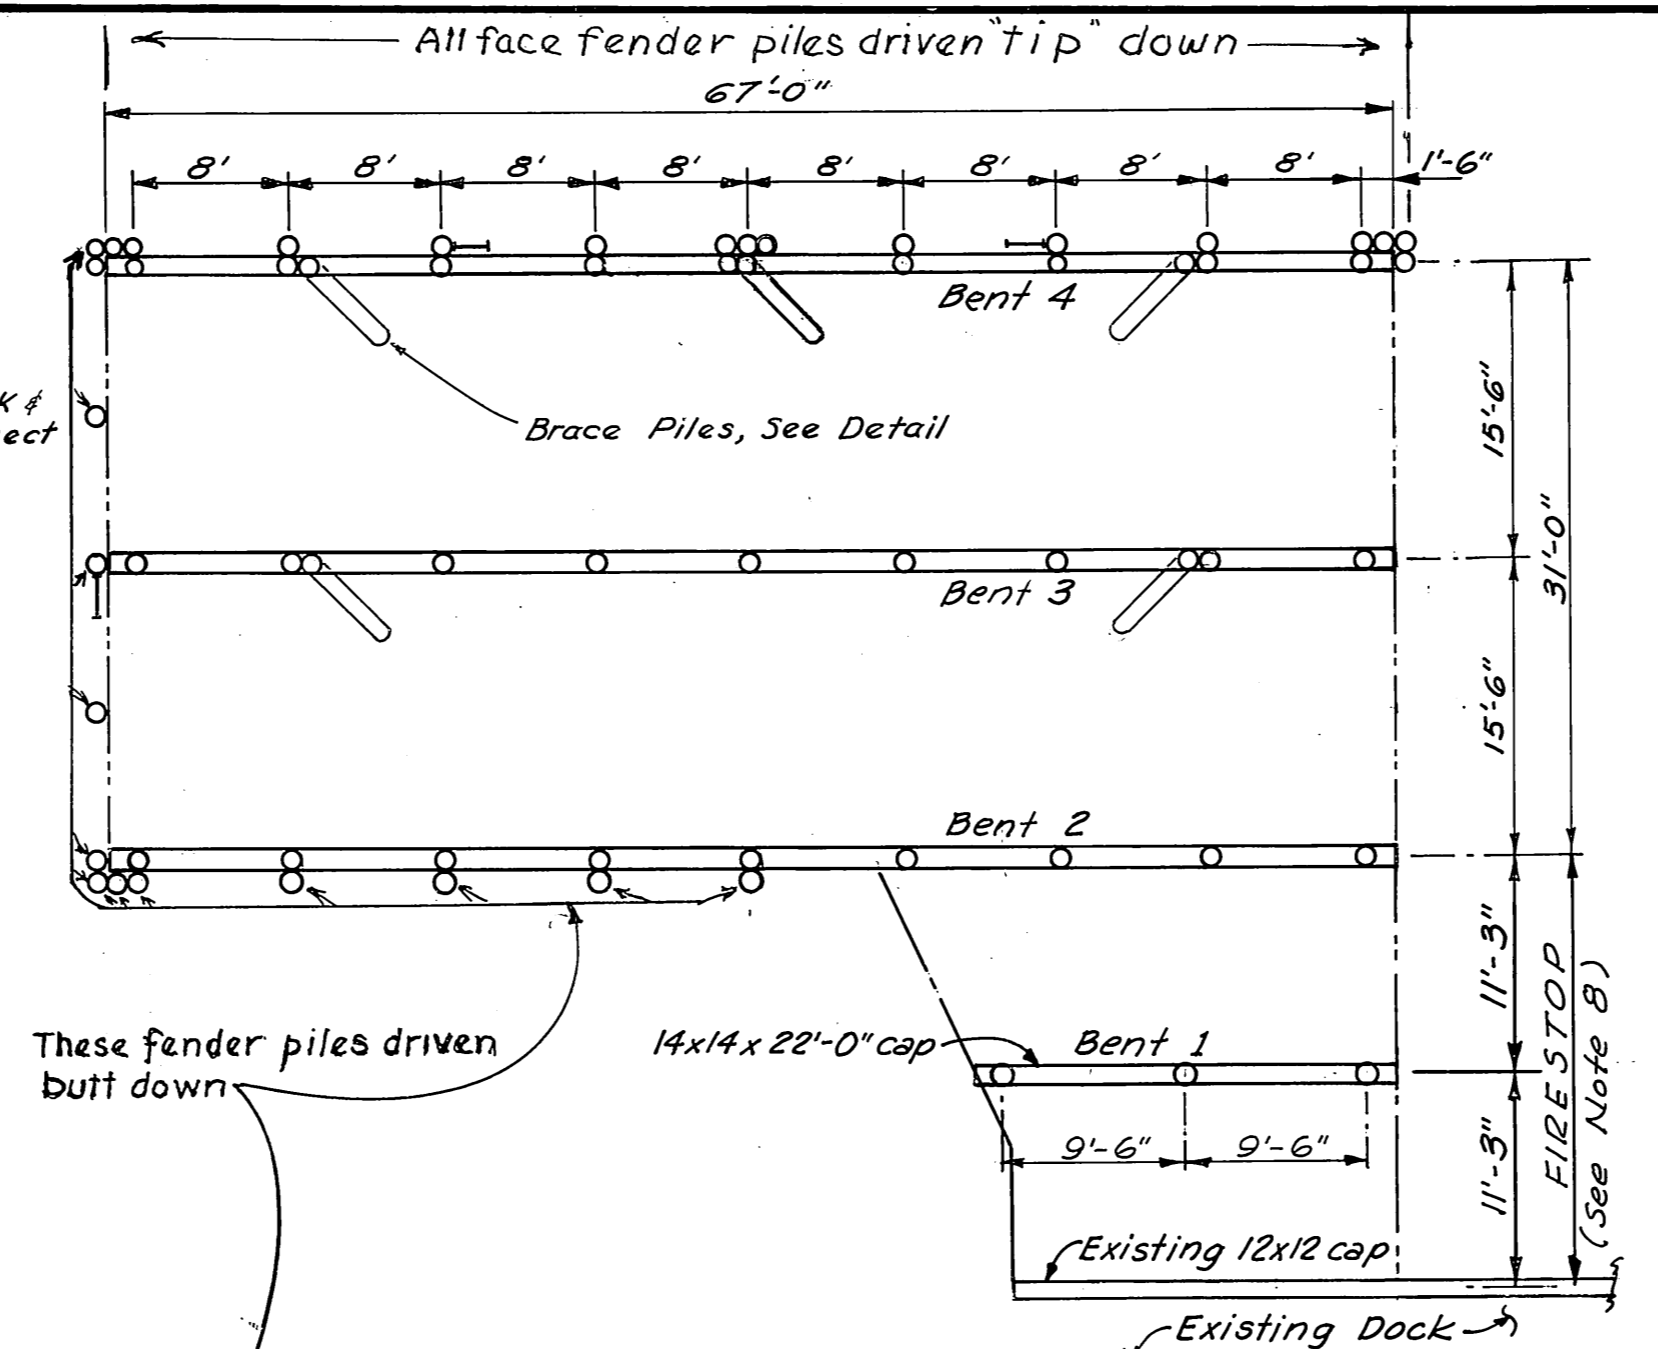 All face fender piles driven "tip" down
67'-0"
8' 8' 8' 8' 8' 8' 8' 8' 1'-6"
Bent 4
Brace Piles, See Detail
15'-6"
31'-0"
Bent 3
15'-6"
Bent 2
11'-3"
FIRESTOP
(See Note 8)
These fender piles driven
butt down
14x14x22'-0" cap
Bent 1
9'-6" 9'-6"
11'-3"
Existing 12x12 cap
Existing Dock